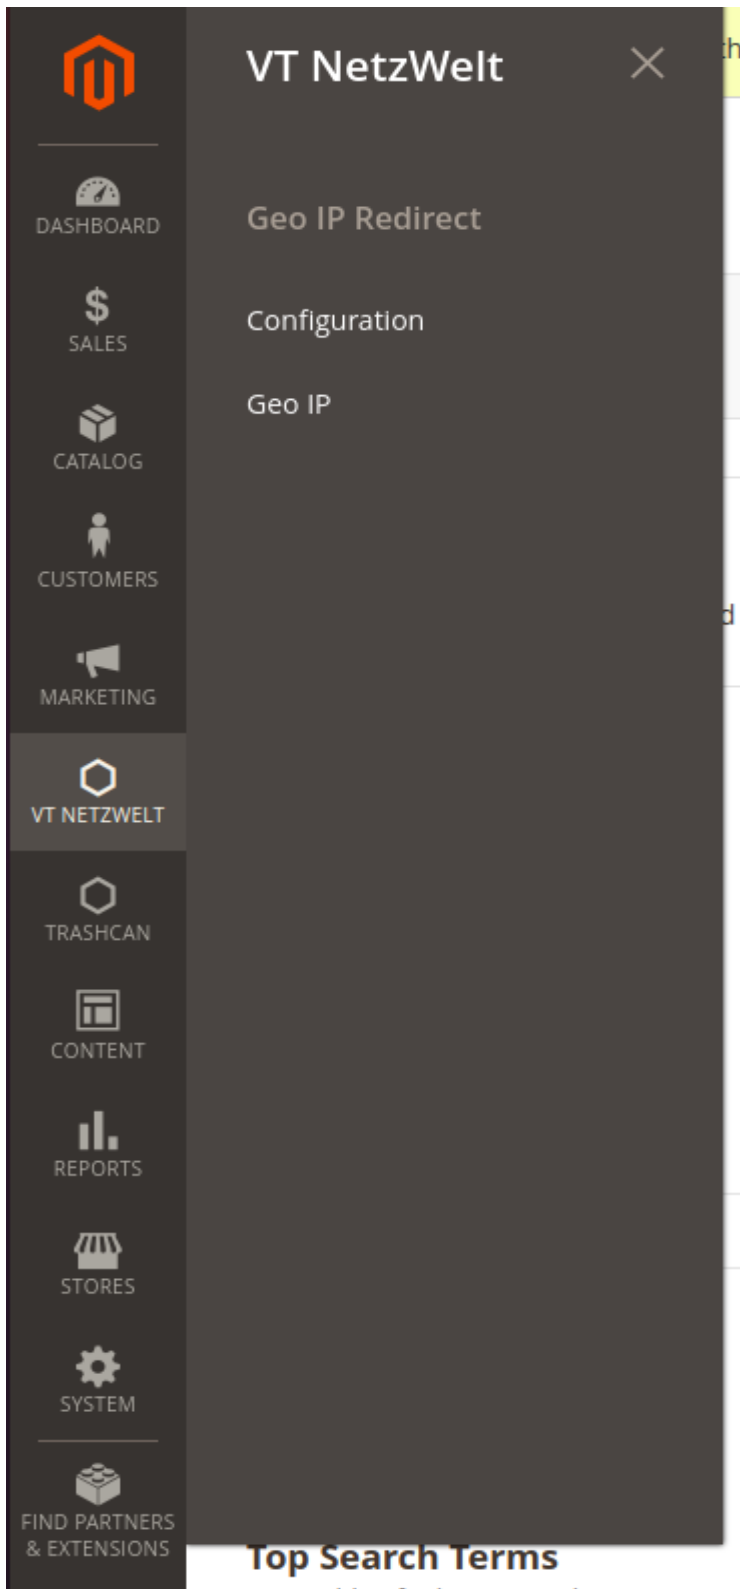 VT NetzWelt
Geo IP Redirect
Configuration
Geo IP
DASHBOARD
SALES
CATALOG
CUSTOMERS
MARKETING
VT NETZWELT
TRASHCAN
CONTENT
REPORTS
STORES
SYSTEM
FIND PARTNERS
& EXTENSIONS
Top Search Terms